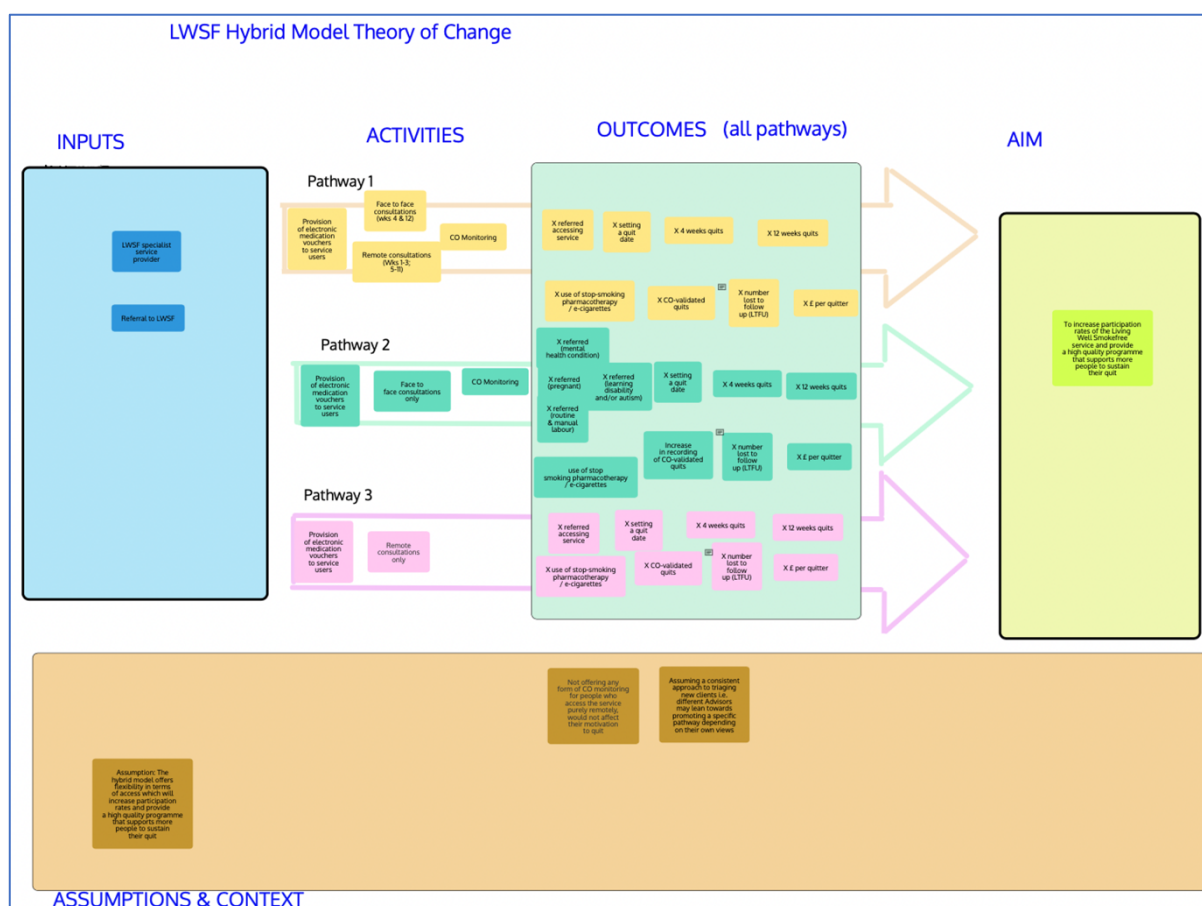 LWSF Hybrid Model Theory of Change
INPUTS
ACTIVITIES
OUTCOMES (all pathways)
AIM
LWSF specialist
service
provider
Referral to LWSF
Pathway 1
Provision
of electronic
medication
vouchers
to service
users
Face to face
consultations
(wks 4 & 12)
Remote consultations
(Wks 1-3;
5-11)
CO Monitoring
X referred
accessing
service
X setting
a quit
date
X 4 weeks quits
X 12 weeks quits
X use of stop-smoking
pharmacotherapy
/ e-cigarettes
X CO-validated
quits
X number
lost to
follow
up (LTFU)
X £ per quitter
Pathway 2
Provision
of electronic
medication
vouchers
to service
users
Face to
face consultations
only
CO Monitoring
X referred
(mental
health condition)
X referred
(pregnant)
X referred
(learning
disability
and/or autism)
X referred
(routine
& manual
labour)
X setting
a quit
date
X 4 weeks quits
X 12 weeks quits
use of stop
smoking pharmacotherapy
/ e-cigarettes
Increase
in recording
of CO-validated
quits
X number
lost to
follow
up (LTFU)
X £ per quitter
Pathway 3
Provision
of electronic
medication
vouchers
to service
users
Remote
consultations
only
X referred
accessing
service
X setting
a quit
date
X 4 weeks quits
X 12 weeks quits
X use of stop-smoking
pharmacotherapy
/ e-cigarettes
X CO-validated
quits
X number
lost to
follow
up (LTFU)
X £ per quitter
To increase participation
rates of the Living
Well Smokefree
service and provide
a high quality programme
that supports more
people to sustain
their quit
Not offering any
form of CO monitoring
for people who
access the service
purely remotely,
would not affect
their motivation
to quit
Assuming a consistent
approach to triaging
new clients i.e.
different Advisors
may lean towards
promoting a specific
pathway depending
on their own views
Assumption: The
hybrid model offers
flexibility in terms
of access which will
increase participation
rates and provide
a high quality programme
that supports more
people to sustain
their quit
ASSUMPTIONS & CONTEXT